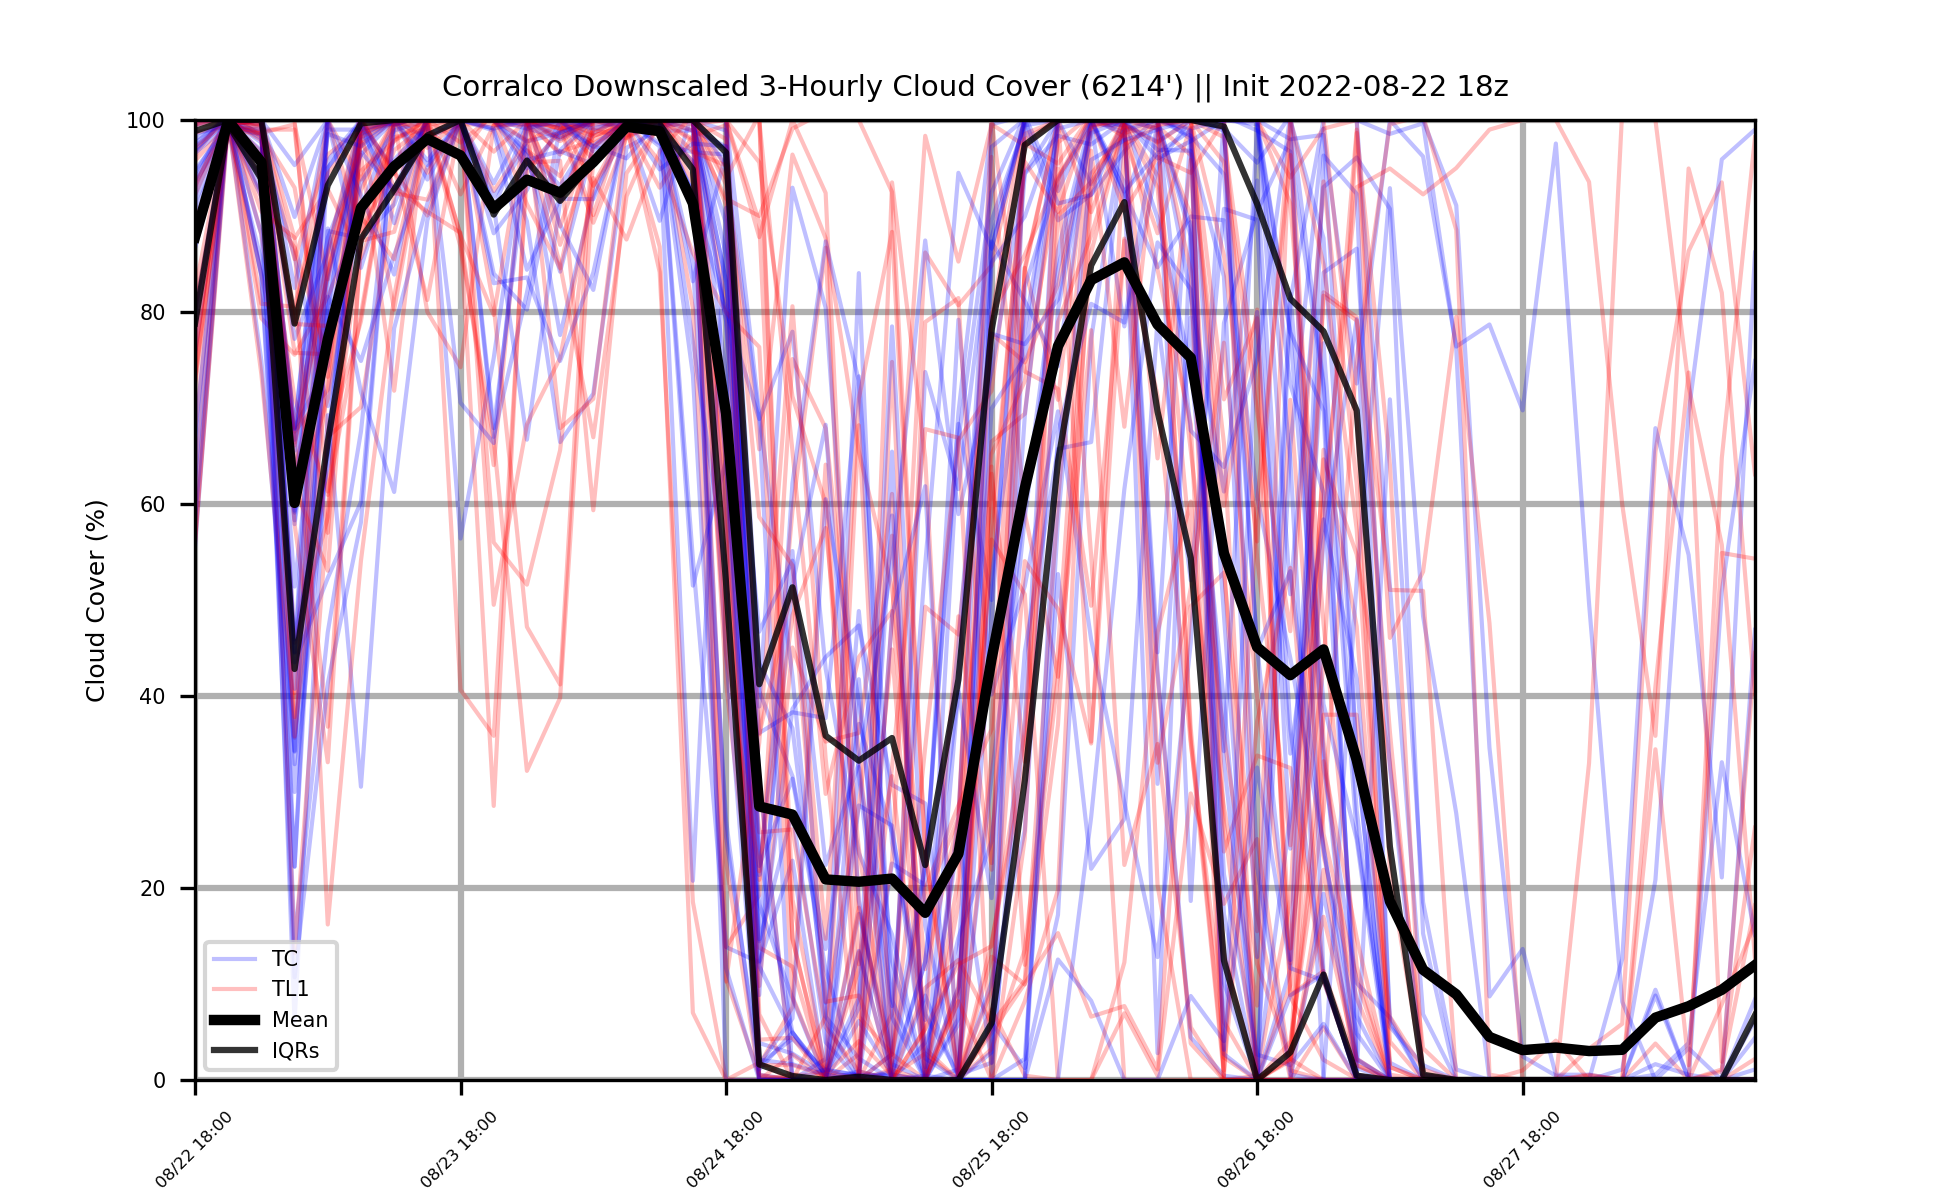 Corralco Downscaled 3-Hourly Cloud Cover (6214') || Init 2022-08-22 18z
100
80
60
40
20
0
Cloud Cover (%)
TC
TL1
Mean
IQRs
08/22 18:00
08/23 18:00
08/24 18:00
08/25 18:00
08/26 18:00
08/27 18:00